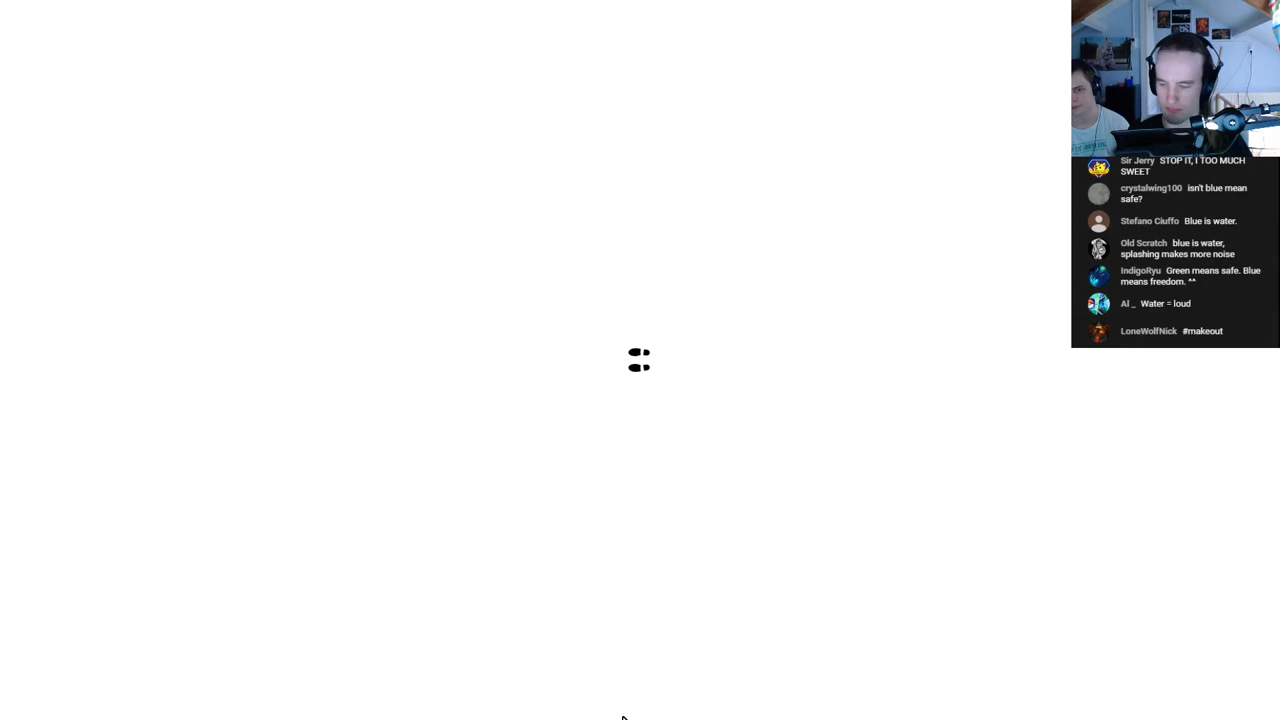 Sir Jerry STOP IT, I TOO MUCH
SWEET
crystalwing100 isn't blue mean
safe?
Stefano Ciuffo Blue is water.
Old Scratch blue is water,
splashing makes more noise
IndigoRyu Green means safe. Blue
means freedom. ^^
Al _ Water = loud
LoneWolfNick #makeout